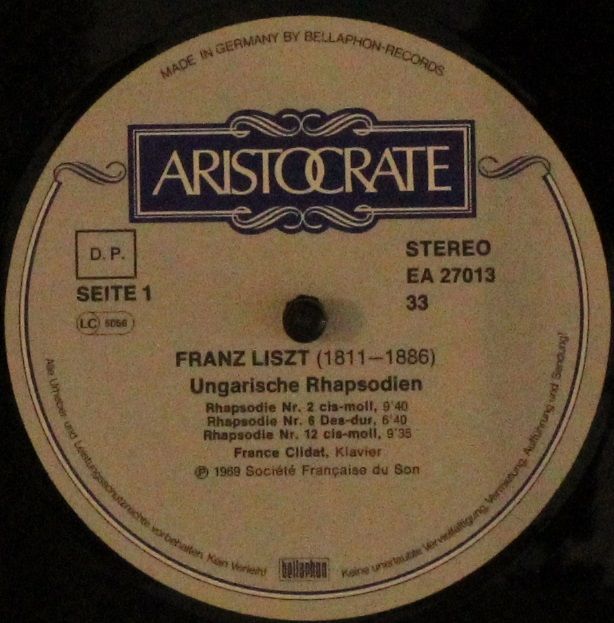 MADE IN GERMANY BY BELLAPHON-RECORDS
ARISTOCRATE
D. P.
SEITE 1
LC 5056
STEREO
EA 27013
33
FRANZ LISZT (1811—1886)
Ungarische Rhapsodien
Rhapsodie Nr. 2 cis-moll, 9'40
Rhapsodie Nr. 6 Des-dur, 6'40
Rhapsodie Nr. 12 cis-moll, 9'35
France Clidat, Klavier
Ⓟ 1969 Société Française du Son
Alle Urheber und Leistungsschutzrechte vorbehalten. Kein Verleih! Keine unerlaubte Vervielfältigung, Vermietung, Aufführung und Sendung!
bellaphon